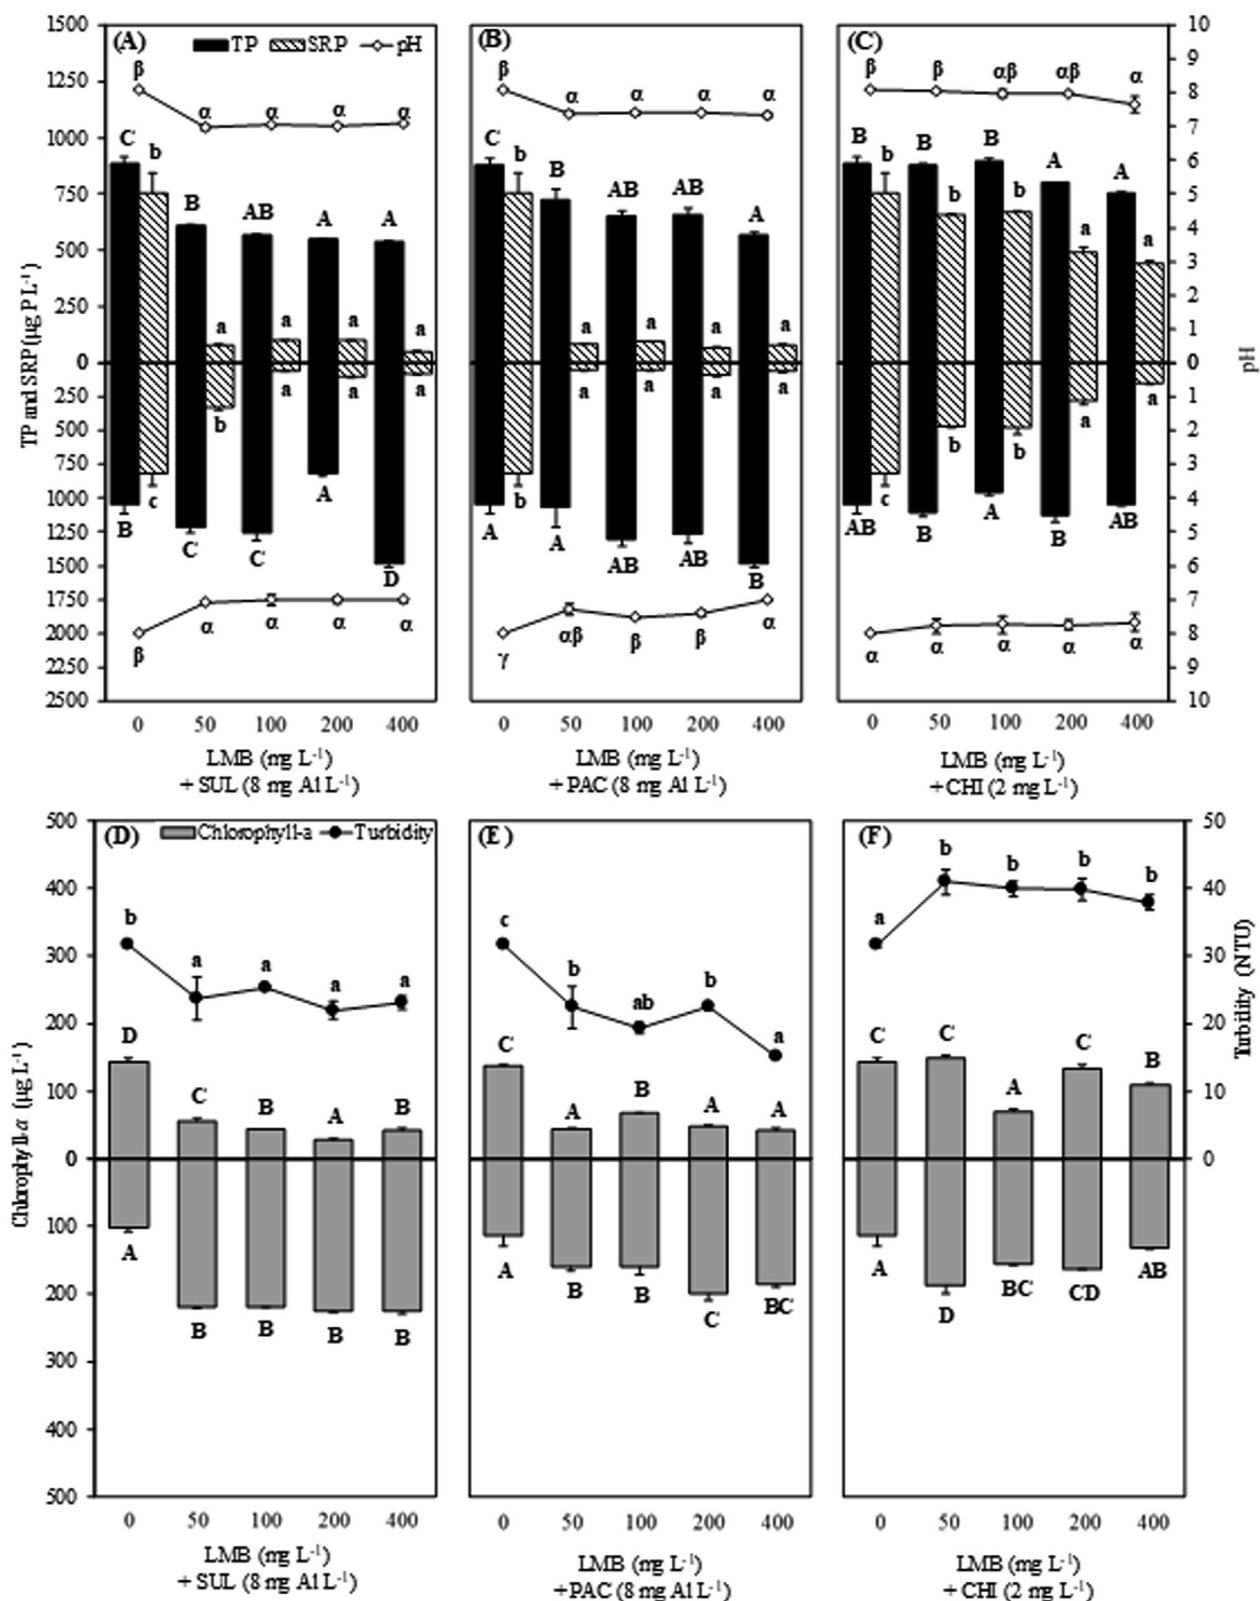 1500 (A) TP SRP pH (B) (C) 10
β β β β αβ αβ α
1250 α α α α α α α α 9
8
1000 7
C b B AB A A C b B AB AB A B b B B A A
750 b b 6
5
500 a a 4
3
250 a a a a a a a a 2
1
0 0
250 a a a a a a a a 1
500 b b b a 2
750 3
1000 c A b A c 4
B A AB B B AB
1250 C C AB AB 5
1500 D B 6
1750 7
2000 α α α α αβ β β α α α α α α 8
β γ
2250 9
2500 10
TP and SRP (µg P L-1)
pH
0 50 100 200 400 0 50 100 200 400 0 50 100 200 400
LMB (mg L-1) LMB (mg L-1) LMB (mg L-1)
+ SUL (8 mg Al L-1) + PAC (8 mg Al L-1) + CHI (2 mg L-1)
500 (D) Chlorophyll-a Turbidity (E) (F) 50
b b b b
400 40
b c a
300 a a a a b ab b 30
a
200 20
D C B A B C A B A A C C A C B
100 10
0 0
100
A A A AB
200 B B BC CD
B B B B C BC D
300
400
500
Chlorophyll-α (µg L-1)
Turbility (NTU)
0 50 100 200 400 0 50 100 200 400 0 50 100 200 400
LMB (mg L-1) LMB (mg L-1) LMB (mg L-1)
+ SUL (8 mg Al L-1) + PAC (8 mg Al L-1) + CHI (2 mg L-1)